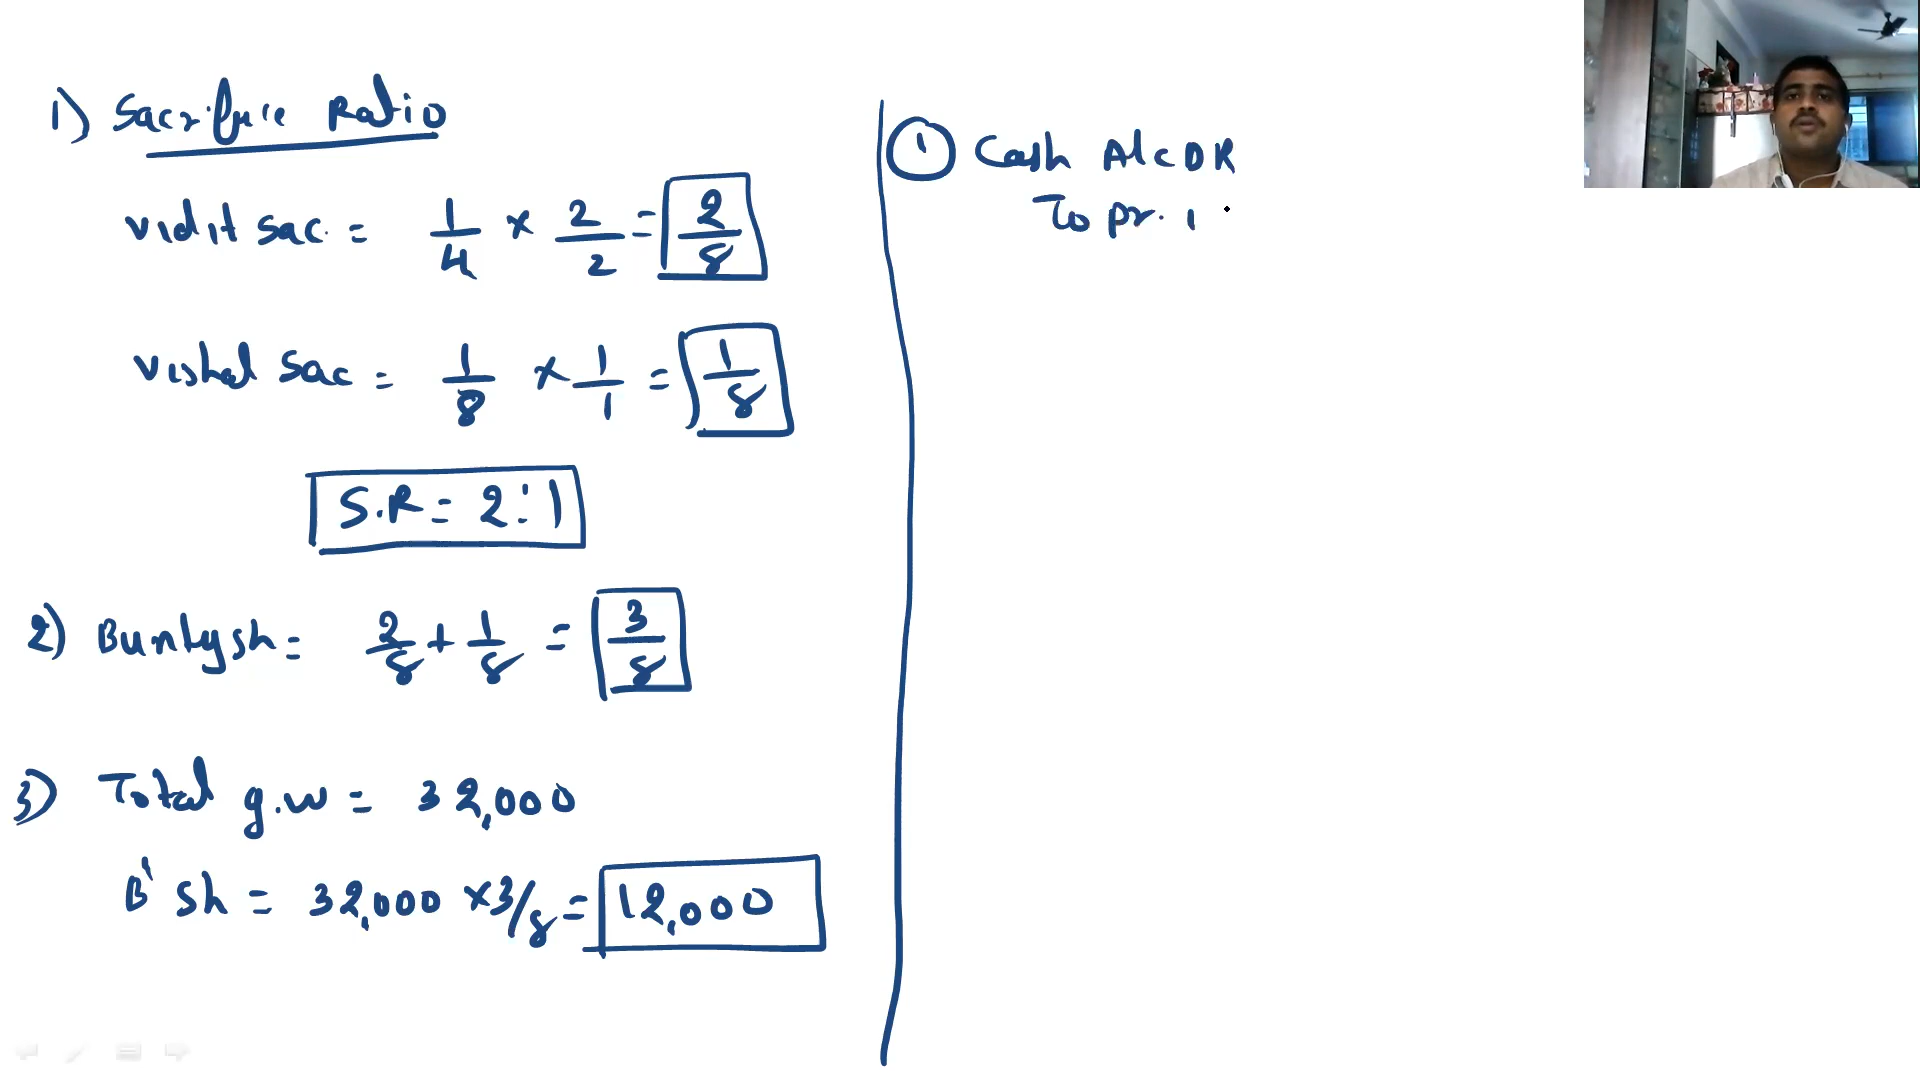 1) Sacrifice Ratio
vidit sac. = 1/4 × 2/2 = 2/8
vishal sac = 1/8 × 1/1 = 1/8
S.R = 2:1
2) Bunty sh = 2/8 + 1/8 = 3/8
3) Total g.w = 32,000
B' sh = 32,000 × 3/8 = 12,000
1 Cash A/c DR
To pr. 1